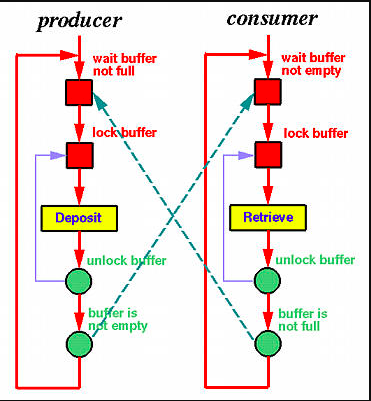 producer
wait buffer
not full
lock buffer
Deposit
unlock buffer
buffer is
not empty
consumer
wait buffer
not empty
lock buffer
Retrieve
unlock buffer
buffer is
not full